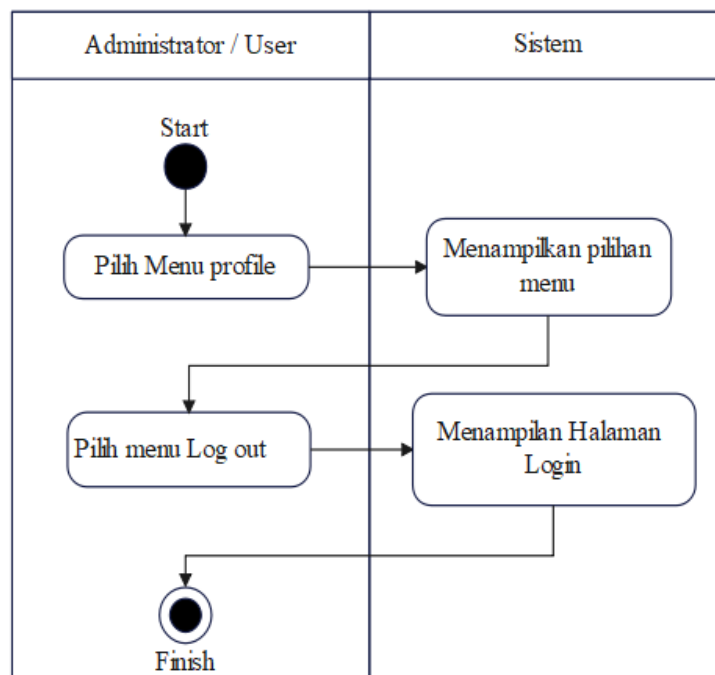 Administrator / User
Sistem
Start
Pilih Menu profile
Menampilkan pilihan
menu
Pilih menu Log out
Menampilan Halaman
Login
Finish